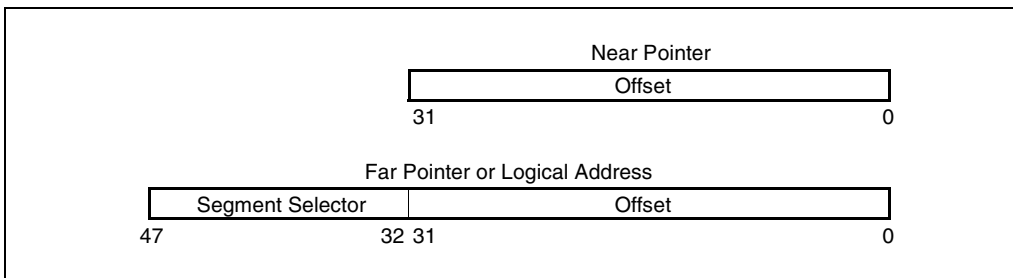 Near Pointer
Offset
31 0
Far Pointer or Logical Address
Segment Selector Offset
47 32 31 0